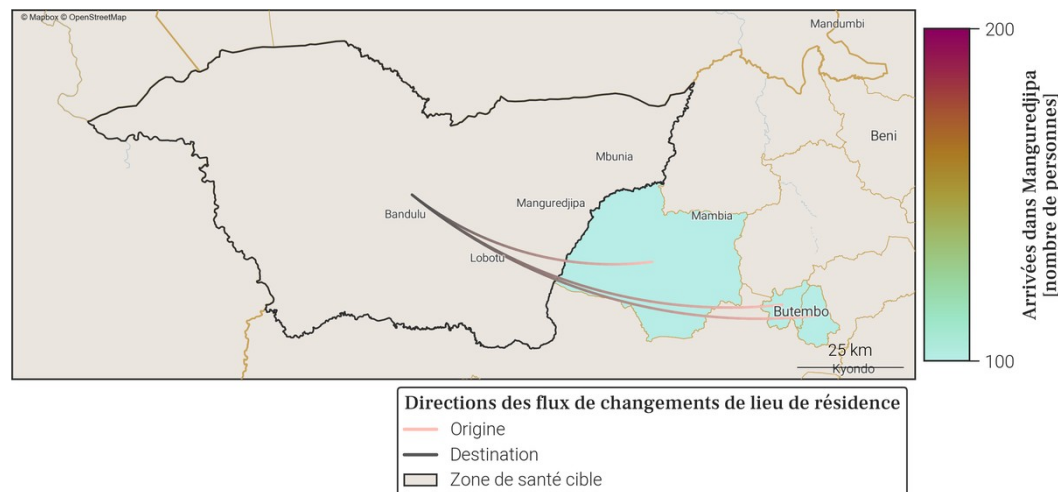 © Mapbox © OpenStreetMap
Mandumbi
Beni
Mbunia
Manguredjipa
Bandulu
Mambia
Lobotu
Butembo
25 km
Kyondo
200
100
Arrivées dans Manguredjipa
[nombre de personnes]
Directions des flux de changements de lieu de résidence
Origine
Destination
Zone de santé cible